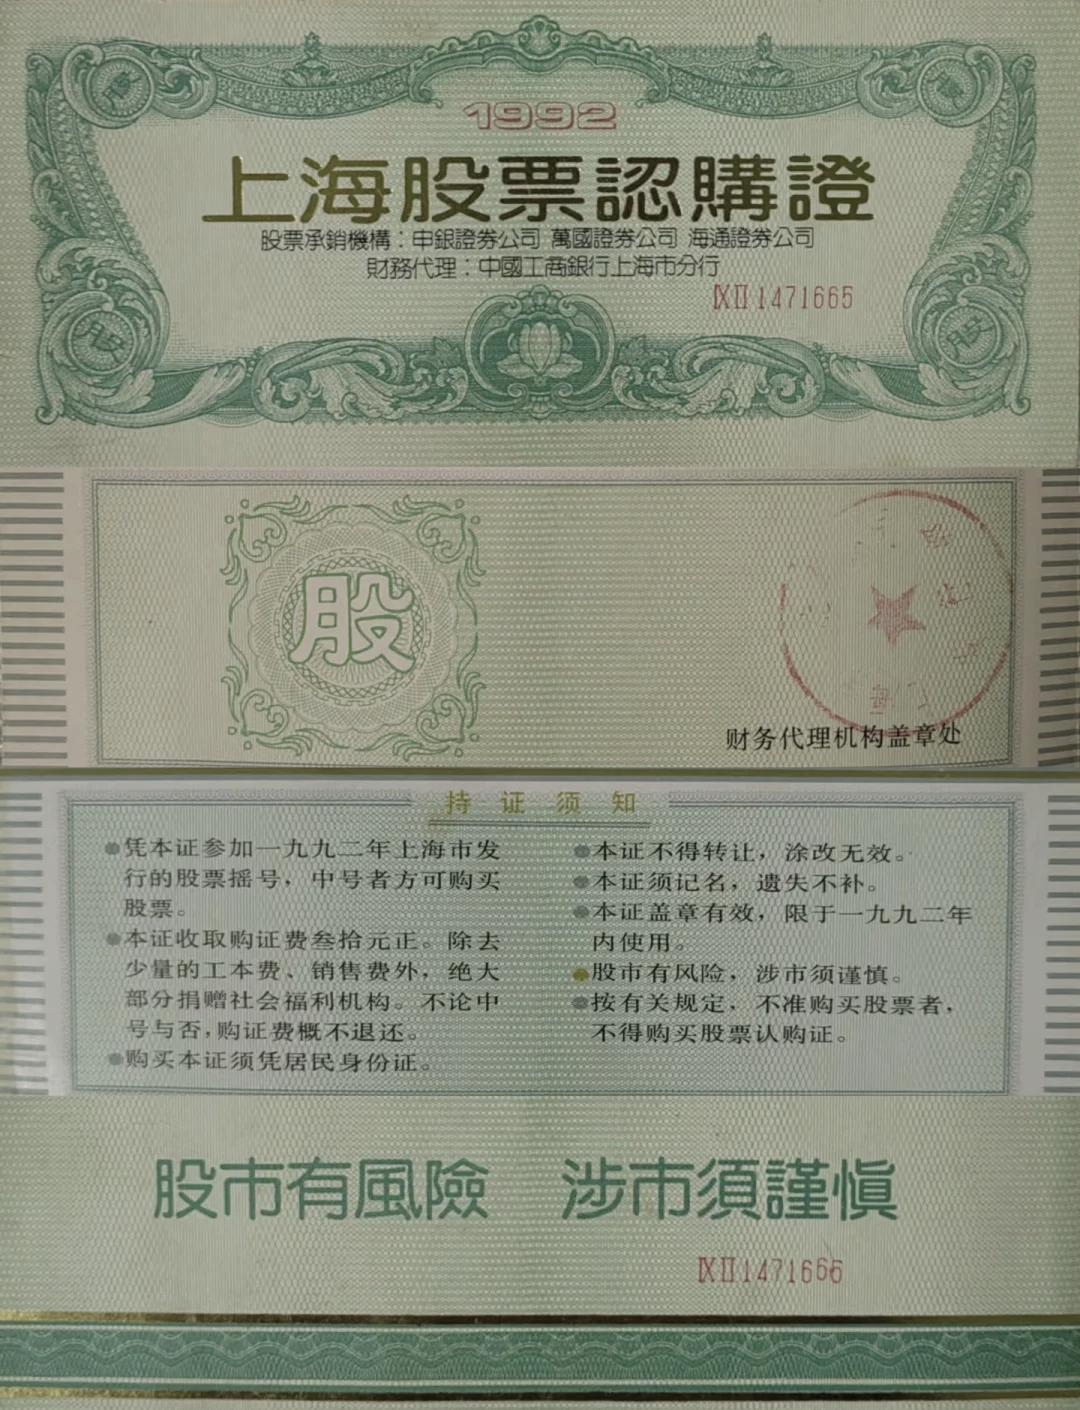 1992
上海股票認購證
股票承銷機構：申銀證券公司 萬國證券公司 海通證券公司
財務代理：中國工商銀行上海市分行
ⅨⅡ1471665
股
股
股
财务代理机构盖章处
持证须知
●凭本证参加一九九二年上海市发
行的股票摇号，中号者方可购买
股票。
●本证收取购证费叁拾元正。除去
少量的工本费、销售费外，绝大
部分捐赠社会福利机构。不论中
号与否，购证费概不退还。
●购买本证须凭居民身份证。
●本证不得转让，涂改无效。
●本证须记名，遗失不补。
●本证盖章有效，限于一九九二年
内使用。
●股市有风险，涉市须谨慎。
●按有关规定，不准购买股票者，
不得购买股票认购证。
股市有風險 涉市須謹慎
ⅨⅡ1471665